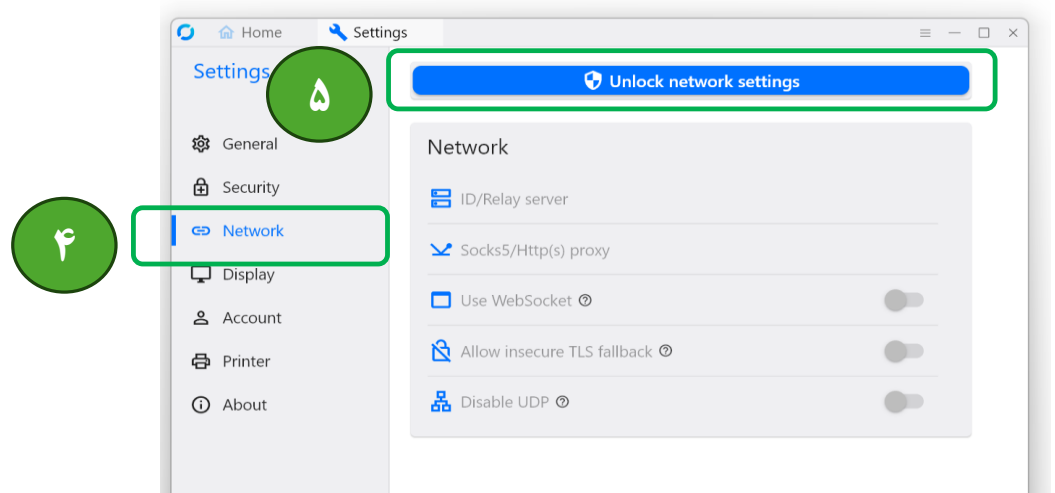 Home
Settings
Settings
۵
Unlock network settings
General
Security
۴
Network
Display
Account
Printer
About
Network
ID/Relay server
Socks5/Http(s) proxy
Use WebSocket
Allow insecure TLS fallback
Disable UDP